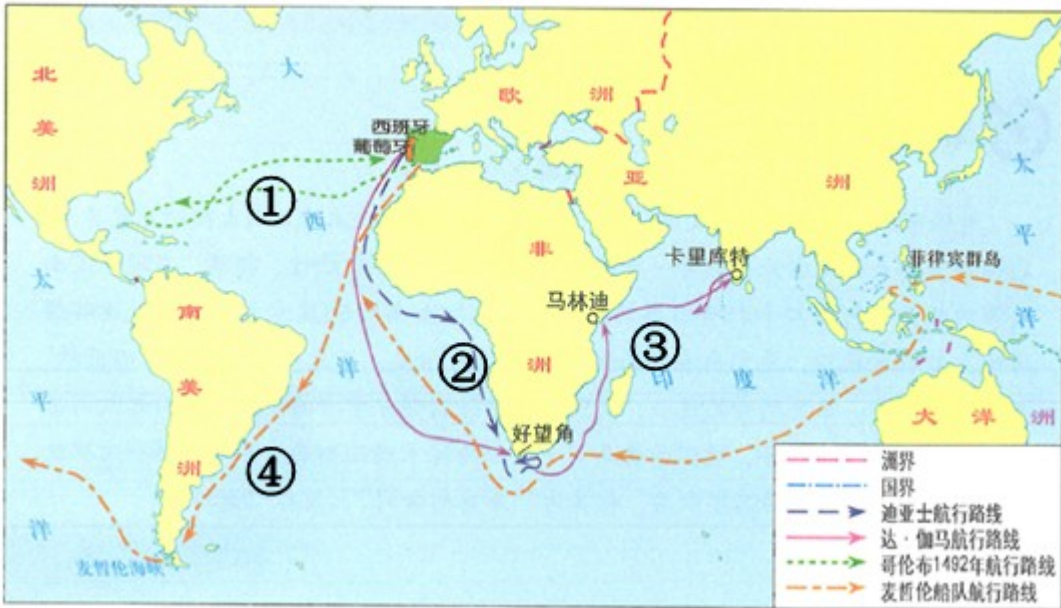 北美洲
大西洋
欧洲
亚洲
太平洋
西班牙
葡萄牙
①
非洲
卡里库特
菲律宾群岛
马林迪
太平洋
南美洲
②
③
印度洋
大洋洲
好望角
④
麦哲伦海峡
洲界
国界
迪亚士航行路线
达·伽马航行路线
哥伦布1492年航行路线
麦哲伦船队航行路线